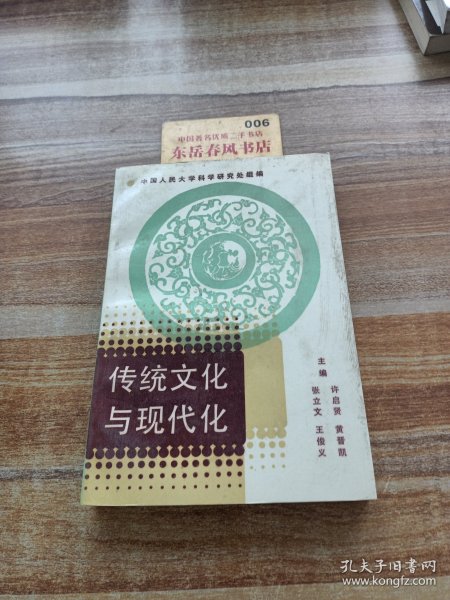 006
中国著名优质二手书店
东岳春风书店
中国人民大学科学研究处组编
传统文化
与现代化
主编
张立文
王俊义
许启贤
黄晋凯
孔夫子旧书网
www.kongfz.com